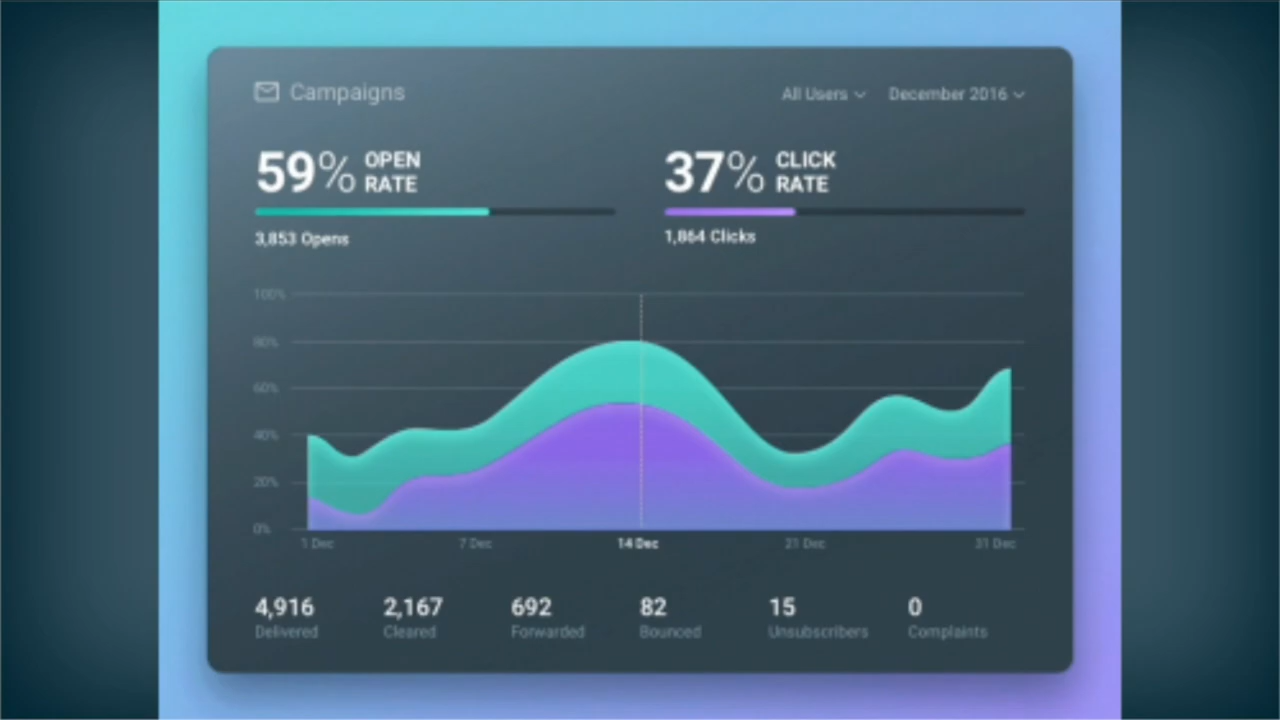 Campaigns
All Users
December 2016
59% OPEN RATE
37% CLICK RATE
3,853 Opens
1,864 Clicks
100%
80%
60%
40%
20%
0%
1 Dec
7 Dec
14 Dec
21 Dec
31 Dec
4,916
2,167
692
82
15
0
Delivered
Cleared
Forwarded
Bounced
Unsubscribers
Complaints